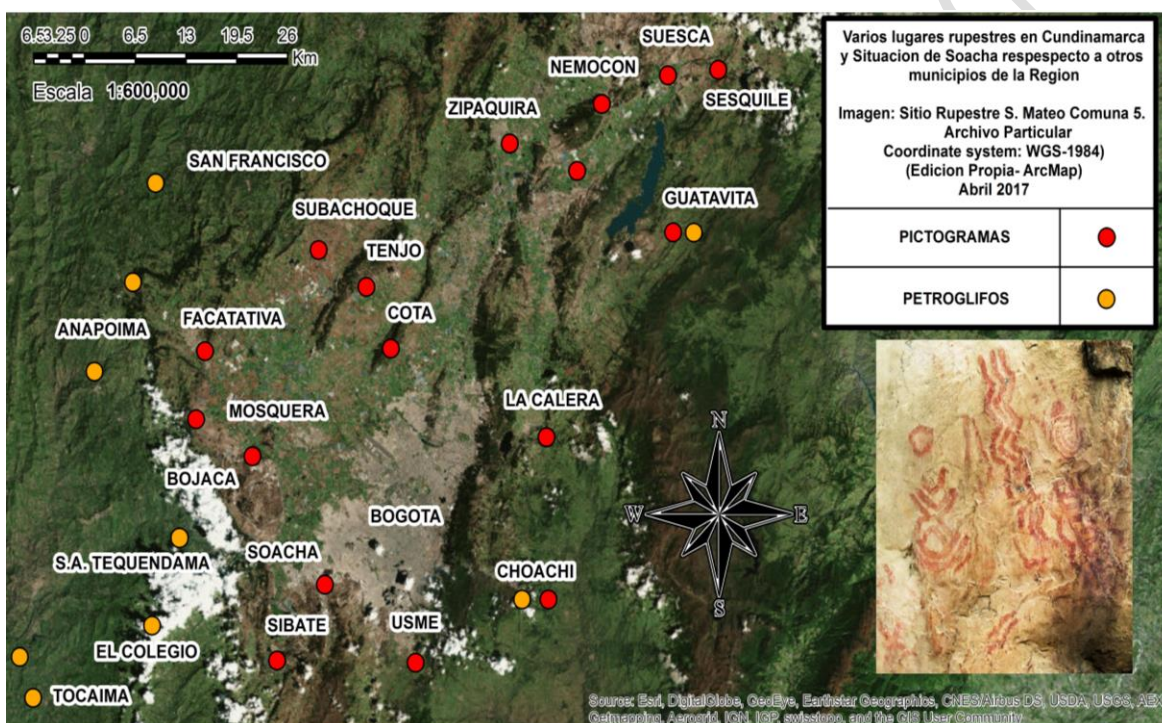 6.53.25 0 6.5 13 19.5 26
Km
Escala 1:600,000
SUESCA
NEMOCON
SESQUILE
ZIPAQUIRA
SAN FRANCISCO
GUATAVITA
SUBACHOQUE
TENJO
FACATATIVA
COTA
ANAPOIMA
LA CALERA
MOSQUERA
BOJACA
BOGOTA
SOACHA
S.A. TEQUENDAMA
CHOACHI
SIBATE
USME
EL COLEGIO
TOCAIMA
N
W E
S
Varios lugares rupestres en Cundinamarca
y Situacion de Soacha respespecto a otros
municipios de la Region
Imagen: Sitio Rupestre S. Mateo Comuna 5.
Archivo Particular
Coordinate system: WGS-1984)
(Edicion Propia- ArcMap)
Abril 2017
PICTOGRAMAS
PETROGLIFOS
Source: Esri, DigitalGlobe, GeoEye, Earthstar Geographics, CNES/Airbus DS, USDA, USGS, AEX,
Getmapping, Aerogrid, IGN, IGP, swisstopo, and the GIS User Community